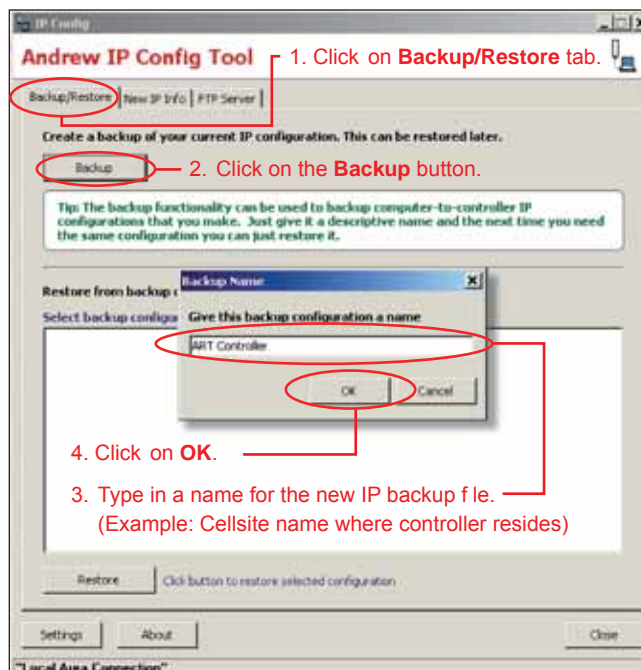 IP Config
Andrew IP Config Tool
1. Click on Backup/Restore tab.
Backup/Restore New IP Info FTP Server
Create a backup of your current IP configuration. This can be restored later.
Backup
2. Click on the Backup button.
Tip: The backup functionality can be used to backup computer-to-controller IP
configurations that you make. Just give it a descriptive name and the next time you need
the same configuration you can just restore it.
Backup Name
Restore from backup
Select backup configu
Give this backup configuration a name
ART Controller
OK Cancel
4. Click on OK.
3. Type in a name for the new IP backup f le.
(Example: Cellsite name where controller resides)
Restore Click button to restore selected configuration
Settings About Close
"Local Area Connection"